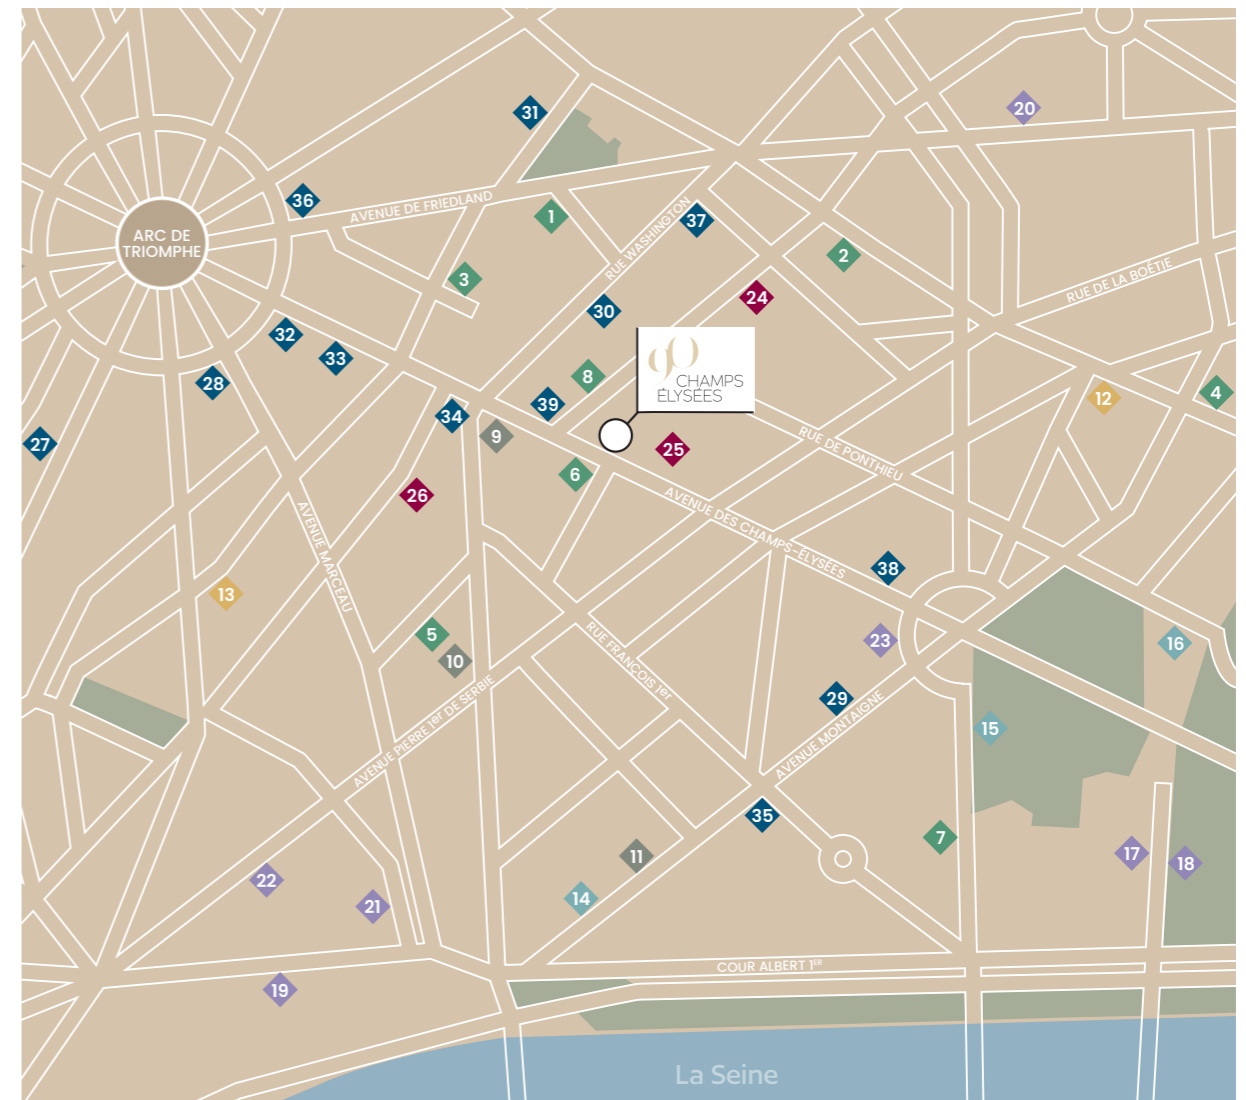 20
31
36
AVENUE DE FRIEDLAND
1
RUE WASHINGTON
37
ARC DE
TRIOMPHE
2
3
RUE DE LA BOÉTIE
24
30
32
33
90
CHAMPS
ÉLYSÉES
28
8
39
34
12
4
27
9
25
RUE DE PONTHIEU
6
26
AVENUE DES CHAMPS-ÉLYSÉES
AVENUE MARCEAU
38
13
5
10
RUE FRANÇOIS 1er
23
16
AVENUE PIERRE 1er DE SERBIE
29
AVENUE MONTAIGNE
15
35
7
11
17
18
22
21
14
COUR ALBERT 1ER
19
La Seine